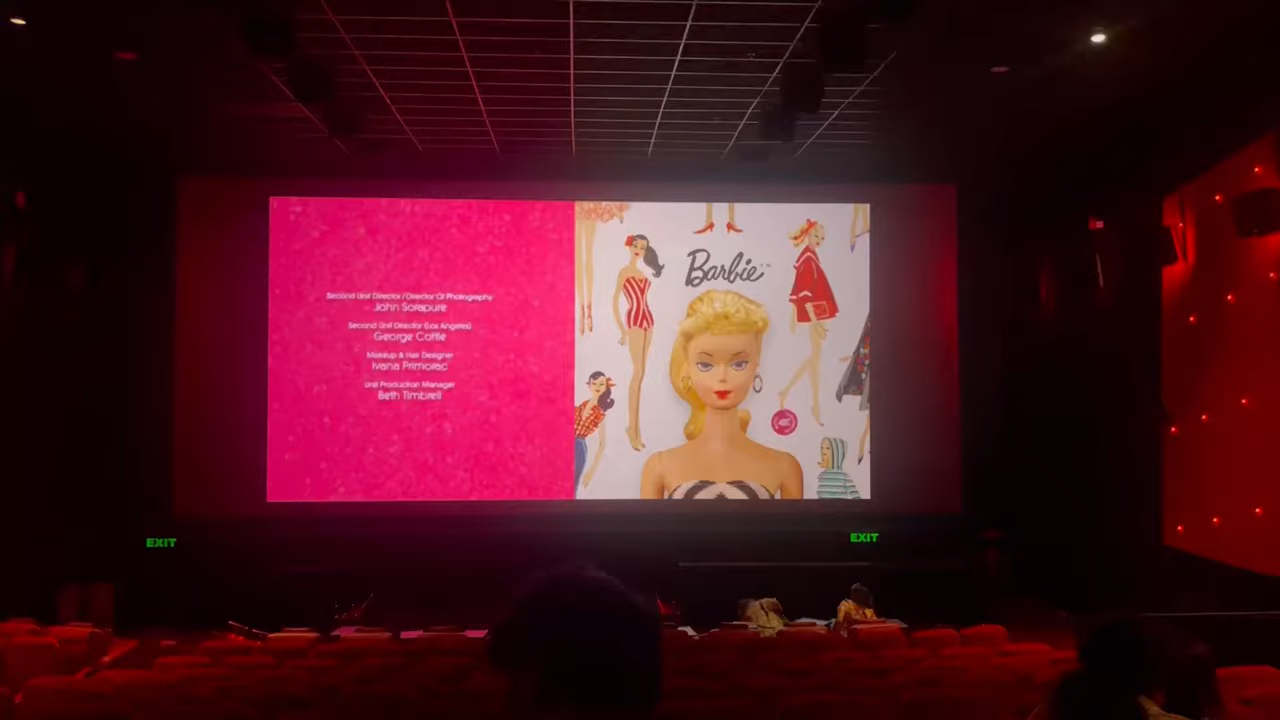 Second Unit Director / Director Of Photography
John Sorapure
Second Unit Director (Los Angeles)
George Cottle
Makeup & Hair Designer
Ivana Primorac
Unit Production Manager
Beth Timbrell
Barbie™
EXIT
EXIT